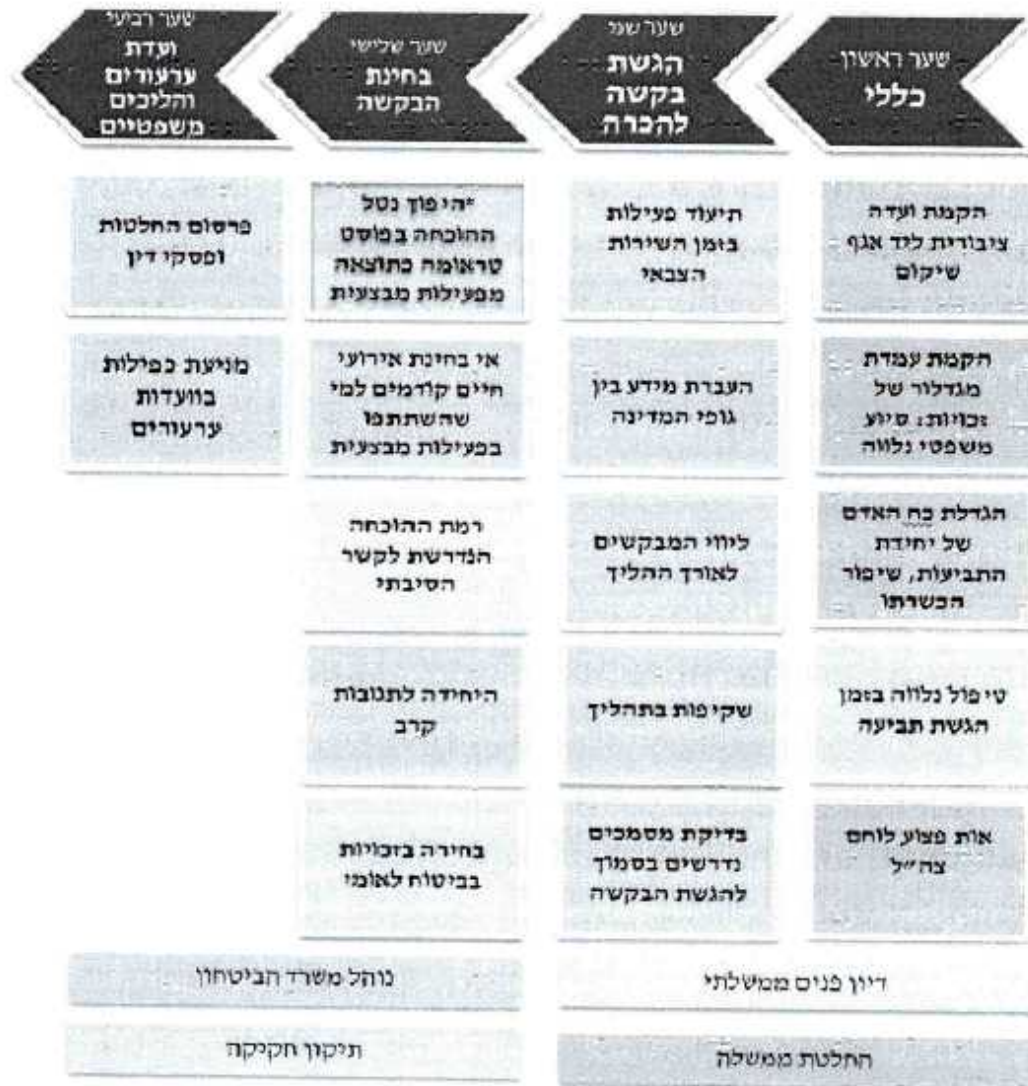 שער ראשון
כללי
הקמת ועדה
ציבורית ליד אגף
שיקום
הקמת עמדת
מגדלור של
זכויות: סיוע
משפטי נלווה
הגדלת כח האדם
של יחידת
התביעות, שיפור
הכשרתו
טיפול נלווה בזמן
הגשת תביעה
אות פצוע לוחם
צה״ל
שער שני
הגשת
בקשה
להכרה
תיעוד פעילות
בזמן השירות
הצבאי
העברת מידע בין
גופי המדינה
ליווי המבקשים
לאורך ההליך
שקיפות בתהליך
בדיקת מסמכים
נדרשים בסמוך
להגשת הבקשה
שער שלישי
בחינת
הבקשה
*היפוך נטל
ההוכחה בפוסט
טראומה כתוצאה
מפעילות מבצעית
אי בחינת אירועי
חיים קודמים למי
שהשתתפו
בפעילות מבצעית
רמת ההוכחה
הנדרשת לקשר
הסיבתי
היחידה לתגובות
קרב
בחירה בזכויות
בביטוח לאומי
שער רביעי
ועדת
ערעורים
והליכים
משפטיים
פרסום החלטות
ופסקי דין
מניעת כפילות
בוועדות
ערעורים
דיון פנים ממשלתי
נוהל משרד הביטחון
החלטת ממשלה
תיקון חקיקה